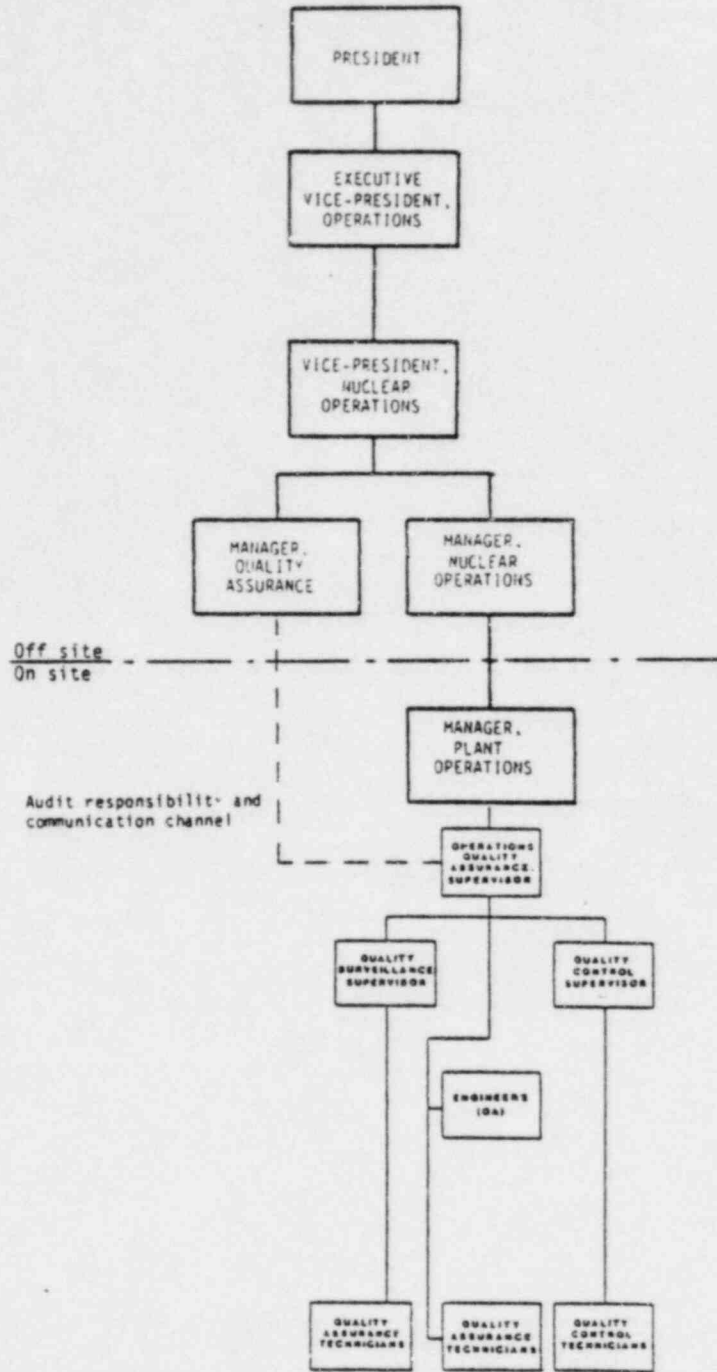 PRESIDENT
EXECUTIVE
VICE-PRESIDENT,
OPERATIONS
VICE-PRESIDENT,
NUCLEAR
OPERATIONS
MANAGER,
QUALITY
ASSURANCE
MANAGER,
NUCLEAR
OPERATIONS
Off site
On site
MANAGER,
PLANT
OPERATIONS
Audit responsibility and
communication channel
OPERATIONS
QUALITY
ASSURANCE
SUPERVISOR
QUALITY
SURVEILLANCE
SUPERVISOR
QUALITY
CONTROL
SUPERVISOR
ENGINEERS
(QA)
QUALITY
ASSURANCE
TECHNICIANS
QUALITY
ASSURANCE
TECHNICIANS
QUALITY
CONTROL
TECHNICIANS